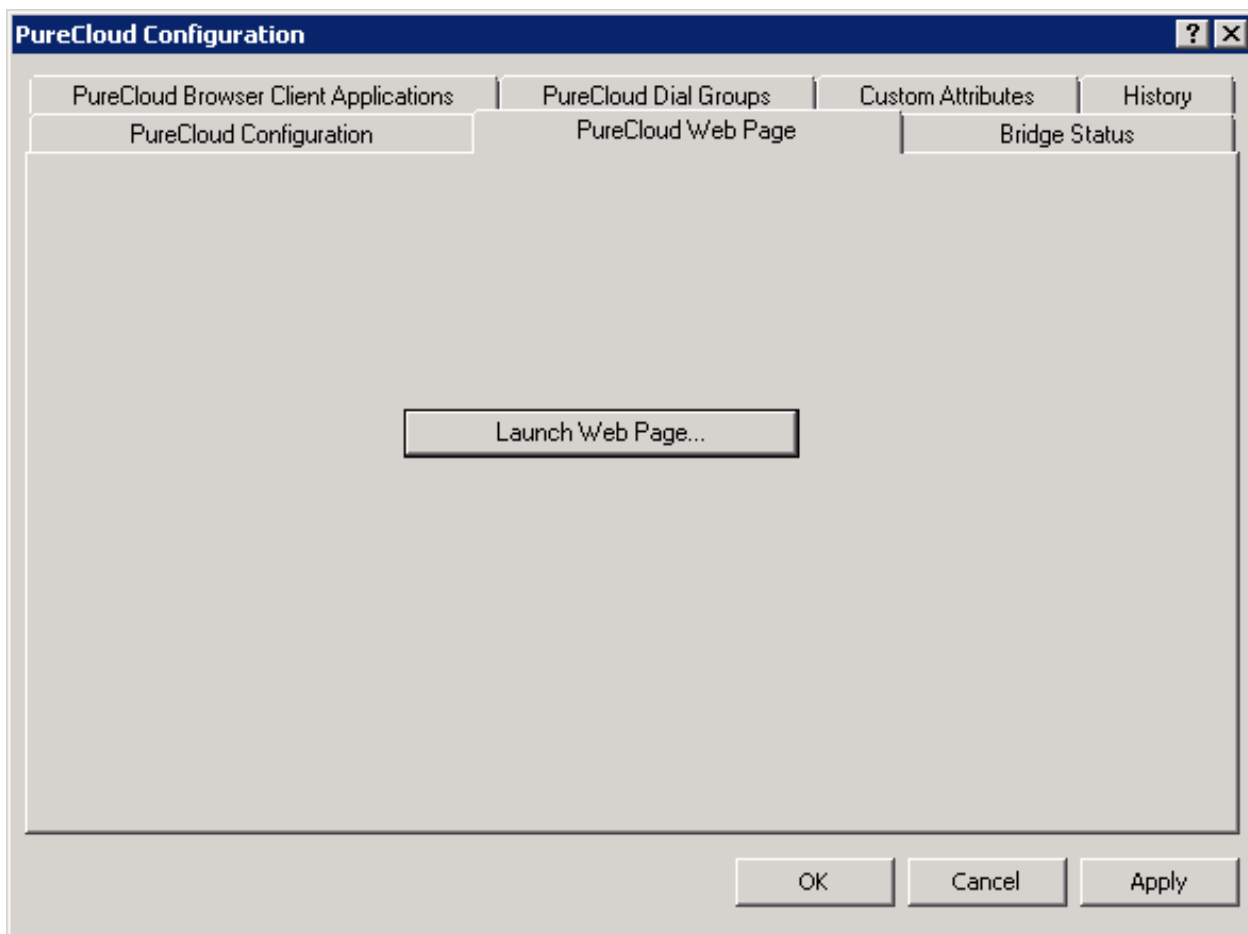 PureCloud Configuration
PureCloud Browser Client Applications PureCloud Dial Groups Custom Attributes History
PureCloud Configuration PureCloud Web Page Bridge Status
Launch Web Page...
OK Cancel Apply